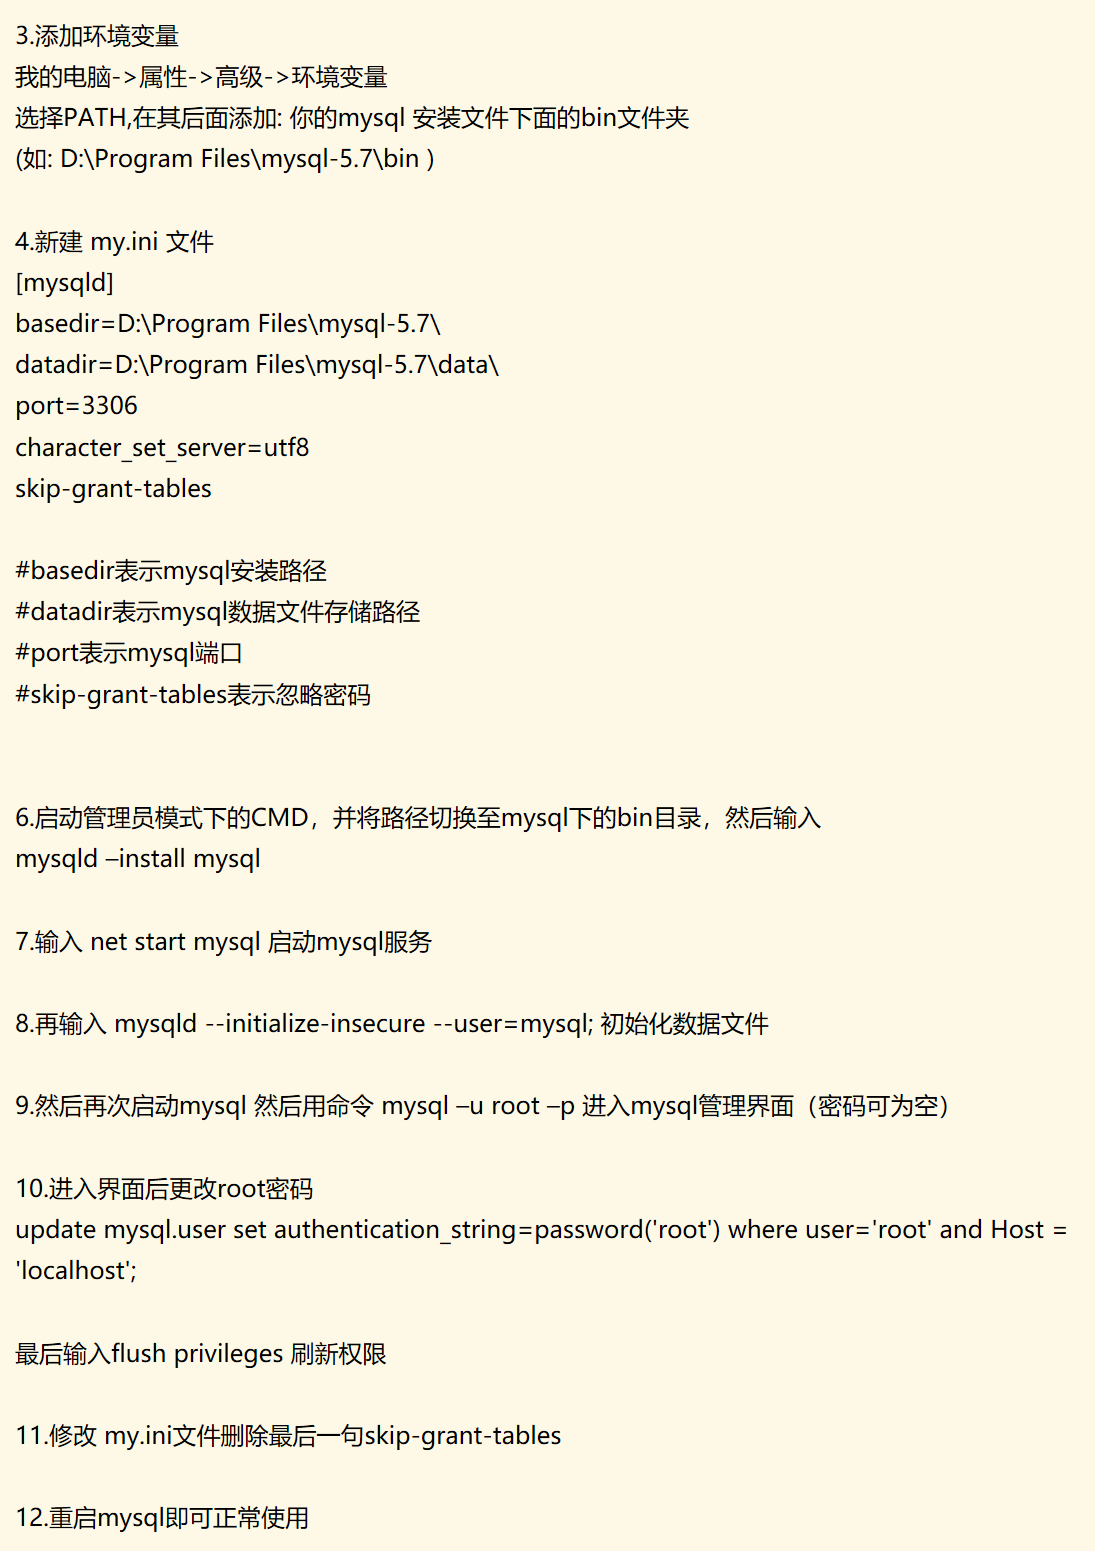 3.添加环境变量
我的电脑->属性->高级->环境变量
选择PATH,在其后面添加: 你的mysql 安装文件下面的bin文件夹
(如: D:\Program Files\mysql-5.7\bin )
4.新建 my.ini 文件
[mysqld]
basedir=D:\Program Files\mysql-5.7\
datadir=D:\Program Files\mysql-5.7\data\
port=3306
character_set_server=utf8
skip-grant-tables
#basedir表示mysql安装路径
#datadir表示mysql数据文件存储路径
#port表示mysql端口
#skip-grant-tables表示忽略密码
6.启动管理员模式下的CMD，并将路径切换至mysql下的bin目录，然后输入
mysqld –install mysql
7.输入 net start mysql 启动mysql服务
8.再输入 mysqld --initialize-insecure --user=mysql; 初始化数据文件
9.然后再次启动mysql 然后用命令 mysql –u root –p 进入mysql管理界面（密码可为空）
10.进入界面后更改root密码
update mysql.user set authentication_string=password('root') where user='root' and Host =
'localhost';
最后输入flush privileges 刷新权限
11.修改 my.ini文件删除最后一句skip-grant-tables
12.重启mysql即可正常使用